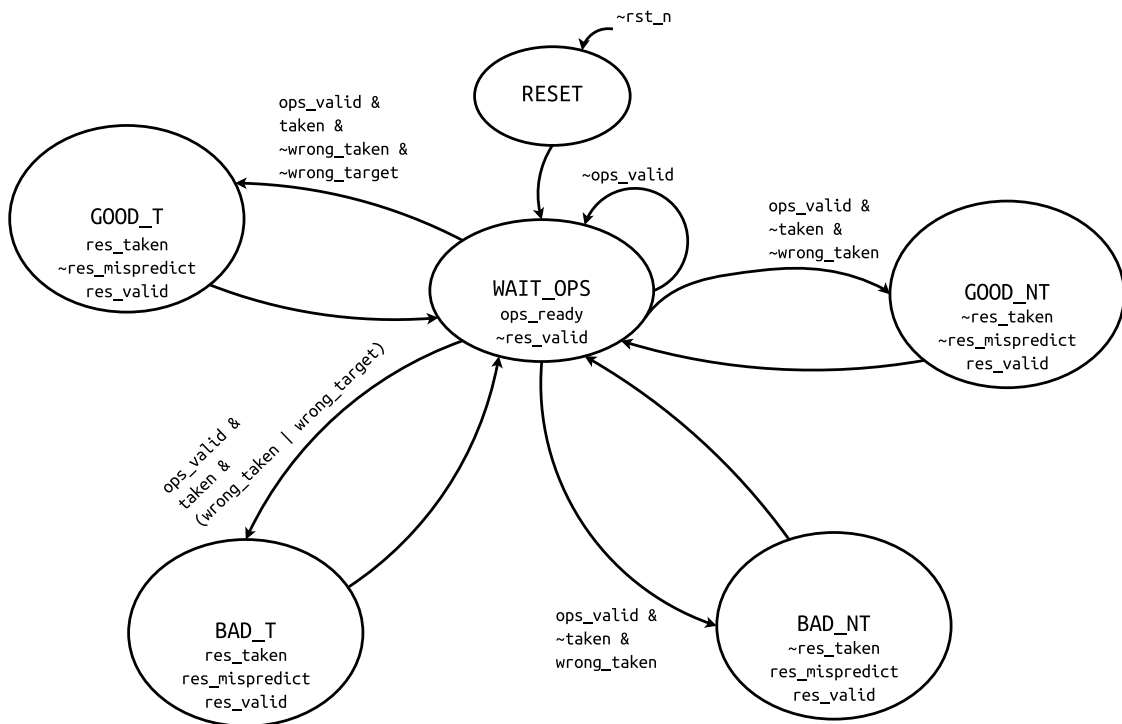 ~rst_n
RESET
ops_valid &
taken &
~wrong_taken &
~wrong_target
~ops_valid
ops_valid &
~taken &
~wrong_taken
GOOD_T
res_taken
~res_mispredict
res_valid
WAIT_OPS
ops_ready
~res_valid
GOOD_NT
~res_taken
~res_mispredict
res_valid
ops_valid &
taken &
(wrong_taken | wrong_target)
ops_valid &
~taken &
wrong_taken
BAD_T
res_taken
res_mispredict
res_valid
BAD_NT
~res_taken
res_mispredict
res_valid